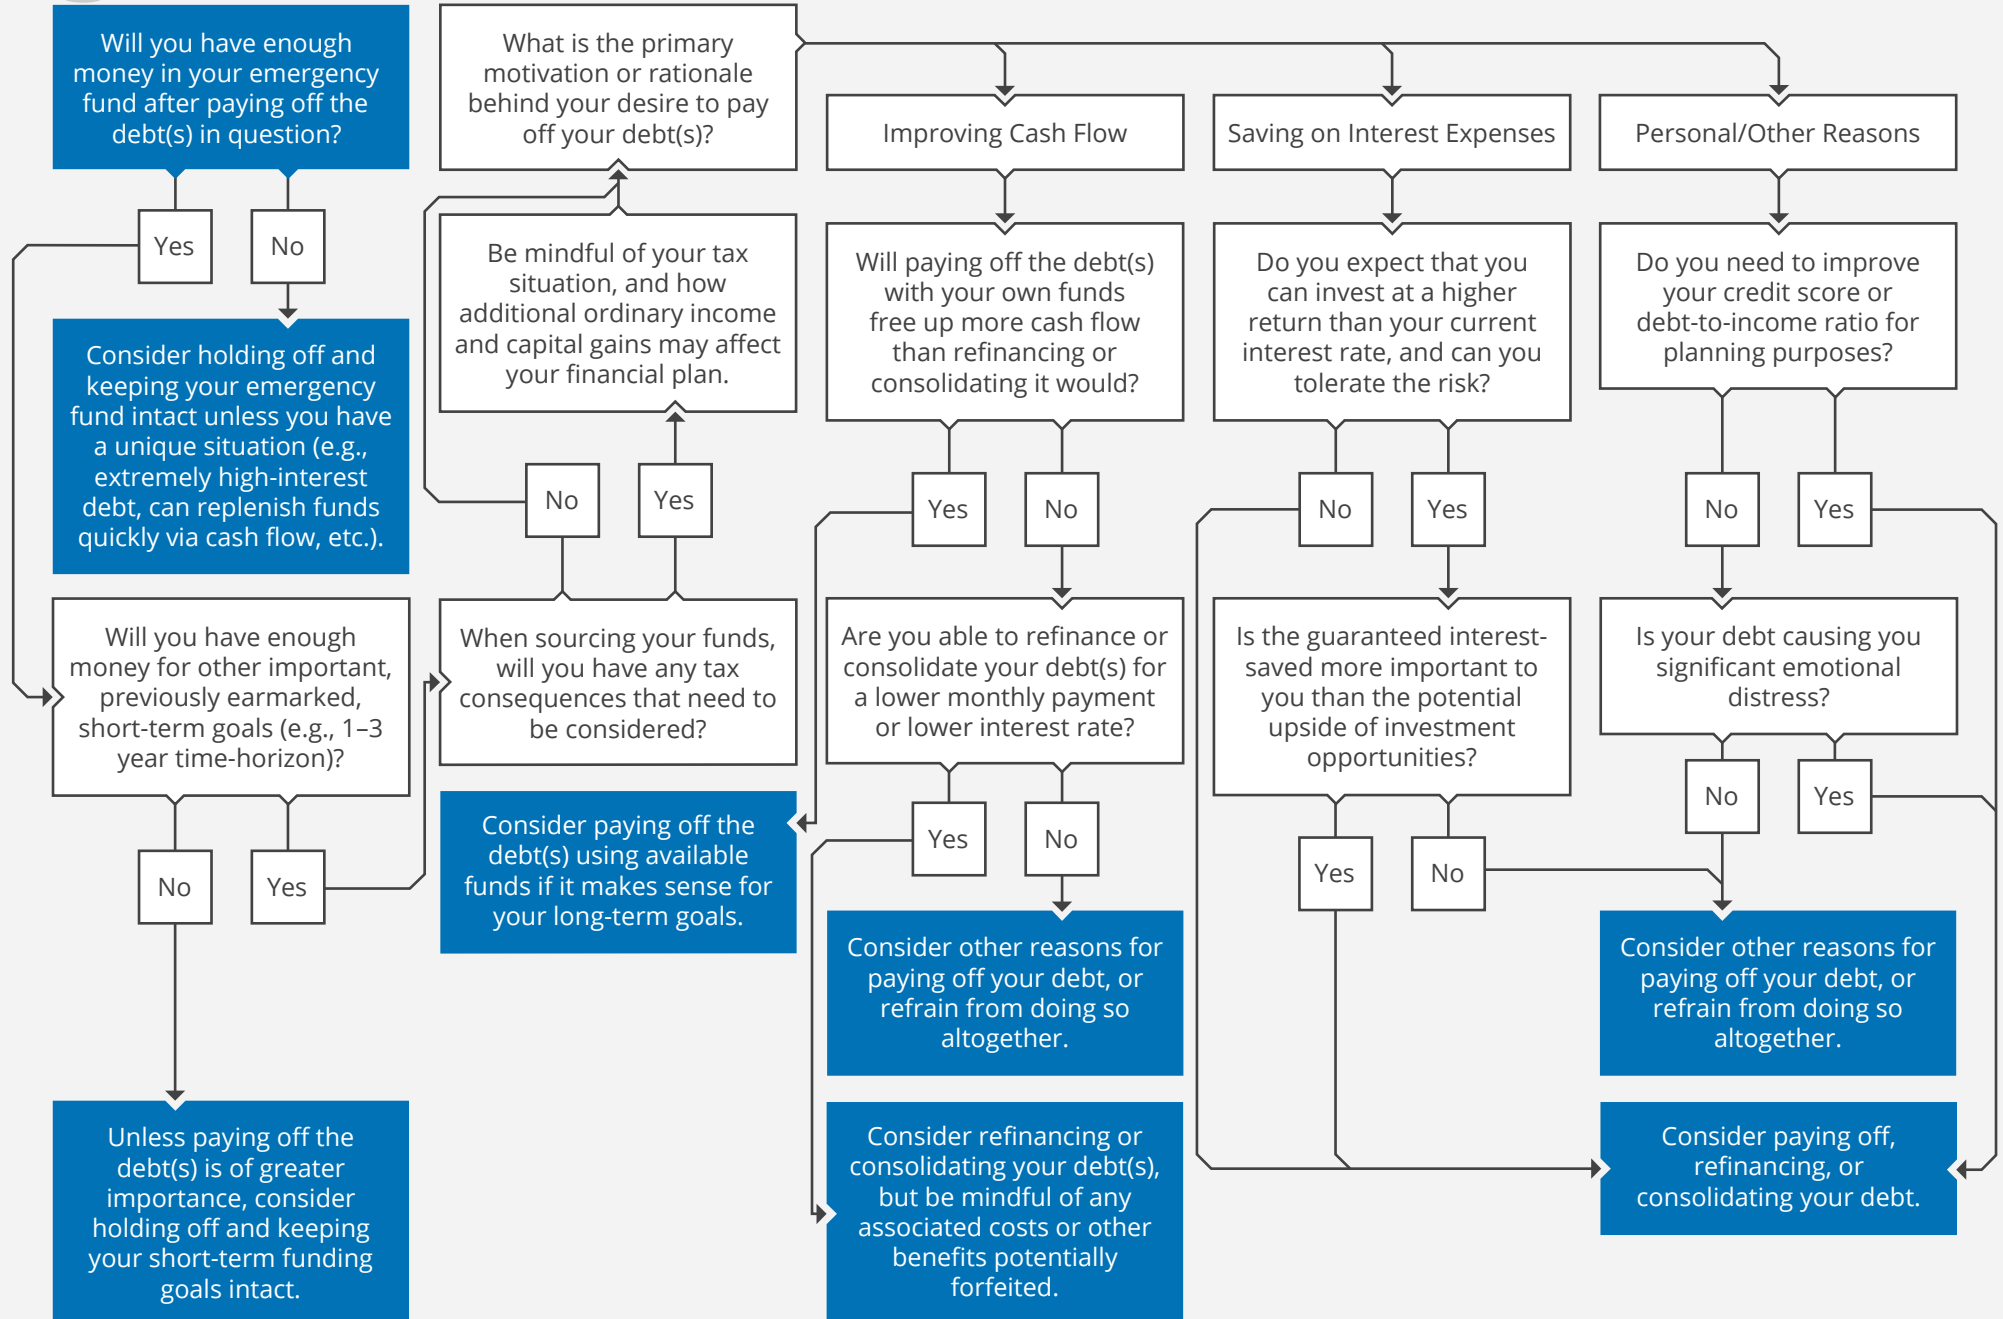 Will you have enough
money in your emergency
fund after paying off the
debt(s) in question?
Yes
No
Consider holding off and
keeping your emergency
fund intact unless you have
a unique situation (e.g.,
extremely high-interest
debt, can replenish funds
quickly via cash flow, etc.).
Will you have enough
money for other important,
previously earmarked,
short-term goals (e.g., 1–3
year time-horizon)?
No
Yes
Unless paying off the
debt(s) is of greater
importance, consider
holding off and keeping
your short-term funding
goals intact.
What is the primary
motivation or rationale
behind your desire to pay
off your debt(s)?
Be mindful of your tax
situation, and how
additional ordinary income
and capital gains may affect
your financial plan.
No
Yes
When sourcing your funds,
will you have any tax
consequences that need to
be considered?
Consider paying off the
debt(s) using available
funds if it makes sense for
your long-term goals.
Improving Cash Flow
Will paying off the debt(s)
with your own funds
free up more cash flow
than refinancing or
consolidating it would?
Yes
No
Are you able to refinance or
consolidate your debt(s) for
a lower monthly payment
or lower interest rate?
Yes
No
Consider other reasons for
paying off your debt, or
refrain from doing so
altogether.
Consider refinancing or
consolidating your debt(s),
but be mindful of any
associated costs or other
benefits potentially
forfeited.
Saving on Interest Expenses
Do you expect that you
can invest at a higher
return than your current
interest rate, and can you
tolerate the risk?
No
Yes
Is the guaranteed interest-
saved more important to
you than the potential
upside of investment
opportunities?
Yes
No
Personal/Other Reasons
Do you need to improve
your credit score or
debt-to-income ratio for
planning purposes?
No
Yes
Is your debt causing you
significant emotional
distress?
No
Yes
Consider other reasons for
paying off your debt, or
refrain from doing so
altogether.
Consider paying off,
refinancing, or
consolidating your debt.